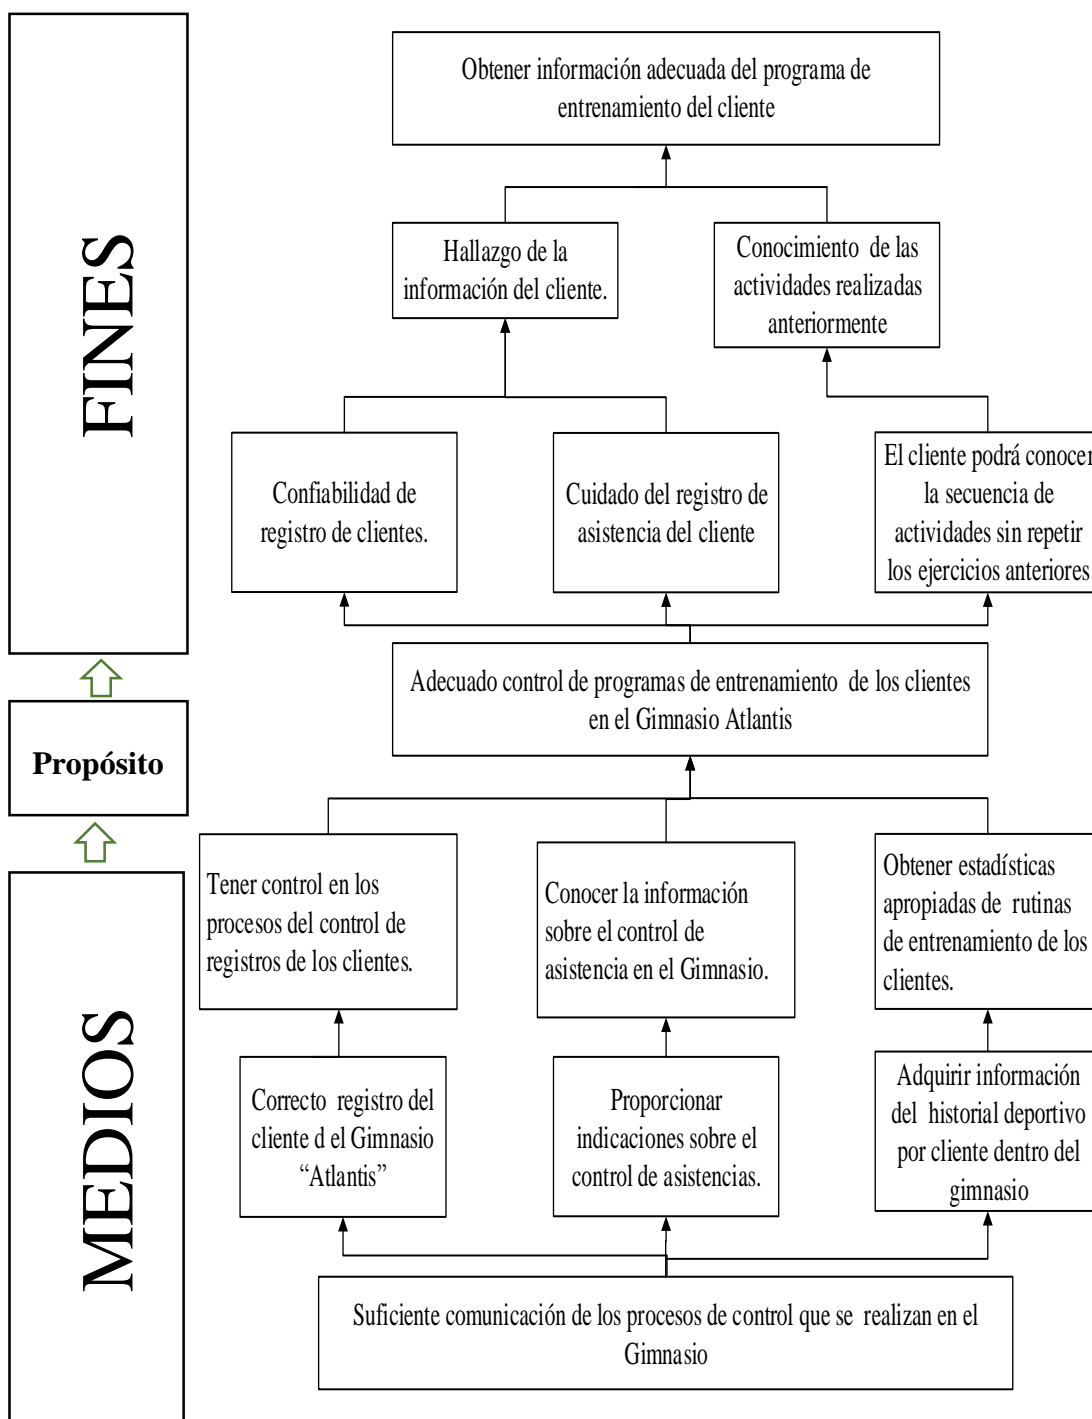 FINES
Obtener información adecuada del programa de
entrenamiento del cliente
Hallazgo de la
información del cliente.
Conocimiento de las
actividades realizadas
anteriormente
Confiabilidad de
registro de clientes.
Cuidado del registro de
asistencia del cliente
El cliente podrá conocer
la secuencia de
actividades sin repetir
los ejercicios anteriores
Propósito
Adecuado control de programas de entrenamiento de los clientes
en el Gimnasio Atlantis
MEDIOS
Tener control en los
procesos del control de
registros de los clientes.
Conocer la información
sobre el control de
asistencia en el Gimnasio.
Obtener estadísticas
apropiadas de rutinas
de entrenamiento de los
clientes.
Correcto registro del
cliente d el Gimnasio
“Atlantis”
Proporcionar
indicaciones sobre el
control de asistencias.
Adquirir información
del historial deportivo
por cliente dentro del
gimnasio
Suficiente comunicación de los procesos de control que se realizan en el
Gimnasio